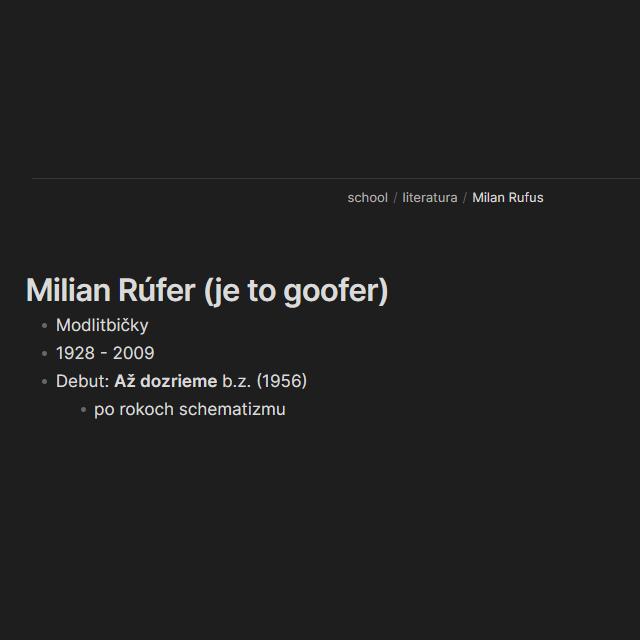 school / literatura / Milan Rufus
Milian Rúfer (je to goofer)
Modlitbičky
1928 - 2009
Debut: Až dozrieme b.z. (1956)
po rokoch schematizmu